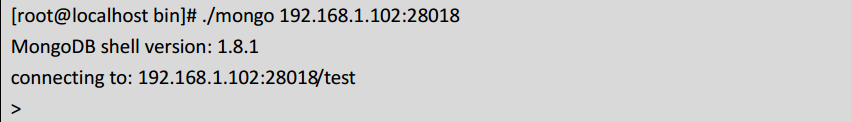 [root@localhost bin]# ./mongo 192.168.1.102:28018
MongoDB shell version: 1.8.1
connecting to: 192.168.1.102:28018/test
>